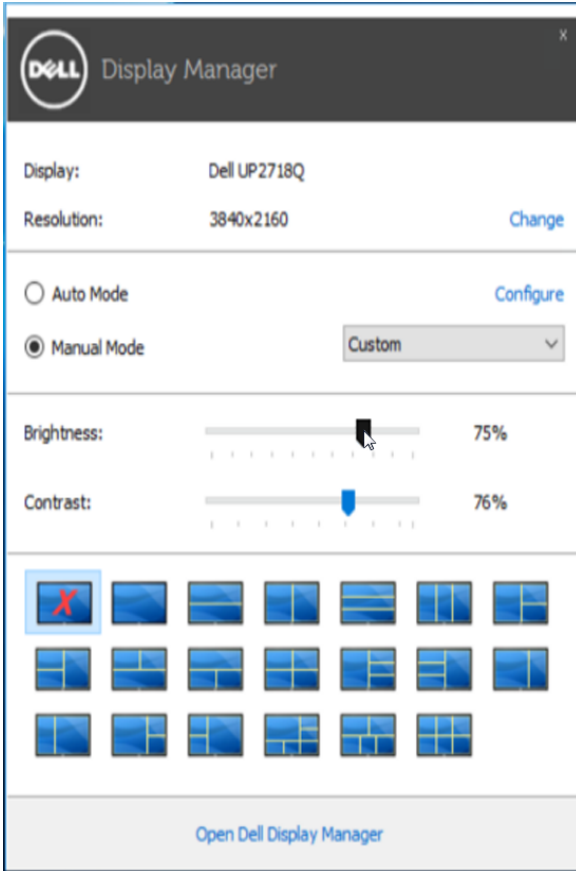 DELL Display Manager x
Display: Dell UP2718Q
Resolution: 3840x2160 Change
Auto Mode Configure
Manual Mode Custom
Brightness: 75%
Contrast: 76%
X
Open Dell Display Manager